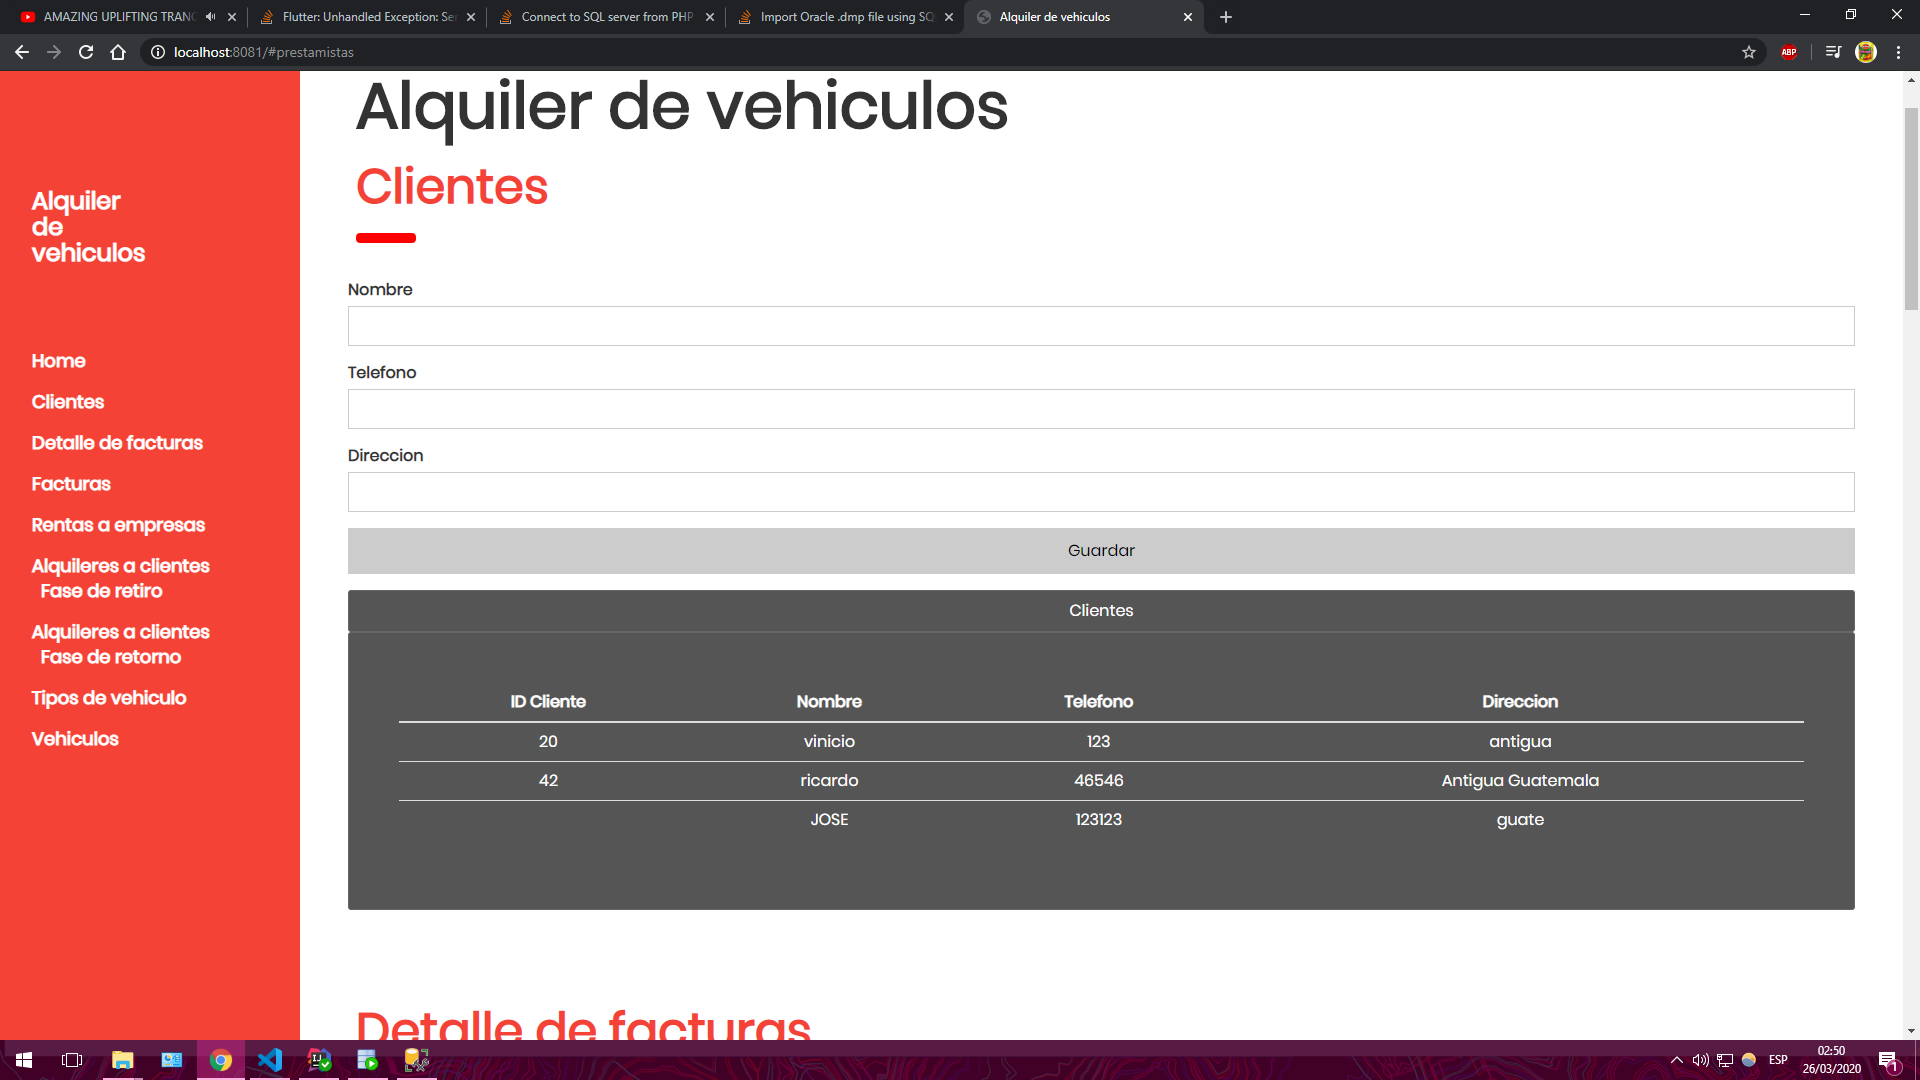 AMAZING UPLIFTING TRANC
Flutter: Unhandled Exception: Ser
Connect to SQL server from PHP
Import Oracle .dmp file using SQ
Alquiler de vehiculos
localhost:8081/#prestamistas
ABP
Alquiler
de
vehiculos
Home
Clientes
Detalle de facturas
Facturas
Rentas a empresas
Alquileres a clientes
Fase de retiro
Alquileres a clientes
Fase de retorno
Tipos de vehiculo
Vehiculos
Alquiler de vehiculos
Clientes
Nombre
Telefono
Direccion
Guardar
Clientes
ID Cliente Nombre Telefono Direccion
20 vinicio 123 antigua
42 ricardo 46546 Antigua Guatemala
JOSE 123123 guate
Detalle de facturas
ESP
02:50
26/03/2020
1